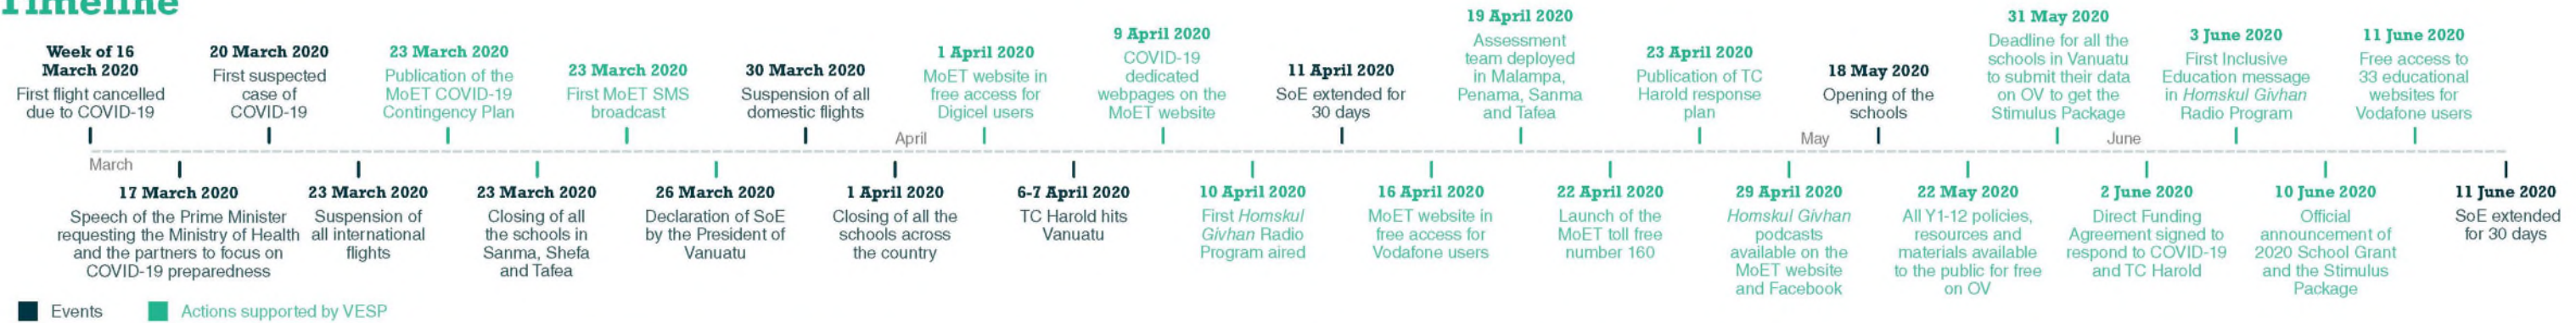 Timeline
Week of 16
March 2020
First flight cancelled
due to COVID-19
20 March 2020
First suspected
case of
COVID-19
23 March 2020
Publication of the
MoET COVID-19
Contingency Plan
23 March 2020
First MoET SMS
broadcast
30 March 2020
Suspension of all
domestic flights
1 April 2020
MoET website in
free access for
Digicel users
9 April 2020
COVID-19
dedicated
webpages on the
MoET website
11 April 2020
SoE extended for
30 days
19 April 2020
Assessment
team deployed
in Malampa,
Penama, Sanma
and Tafea
23 April 2020
Publication of TC
Harold response
plan
18 May 2020
Opening of the
schools
31 May 2020
Deadline for all the
schools in Vanuatu
to submit their data
on OV to get the
Stimulus Package
3 June 2020
First Inclusive
Education message
in Homskul Givhan
Radio Program
11 June 2020
Free access to
33 educational
websites for
Vodafone users
March
April
May
June
17 March 2020
Speech of the Prime Minister
requesting the Ministry of Health
and the partners to focus on
COVID-19 preparedness
23 March 2020
Suspension of
all international
flights
23 March 2020
Closing of all
the schools in
Sanma, Shefa
and Tafea
26 March 2020
Declaration of SoE
by the President of
Vanuatu
1 April 2020
Closing of all the
schools across
the country
6-7 April 2020
TC Harold hits
Vanuatu
10 April 2020
First Homskul
Givhan Radio
Program aired
16 April 2020
MoET website in
free access for
Vodafone users
22 April 2020
Launch of the
MoET toll free
number 160
29 April 2020
Homskul Givhan
podcasts
available on the
MoET website
and Facebook
22 May 2020
All Y1-12 policies,
resources and
materials available
to the public for free
on OV
2 June 2020
Direct Funding
Agreement signed to
respond to COVID-19
and TC Harold
10 June 2020
Official
announcement of
2020 School Grant
and the Stimulus
Package
11 June 2020
SoE extended
for 30 days
Events
Actions supported by VESP